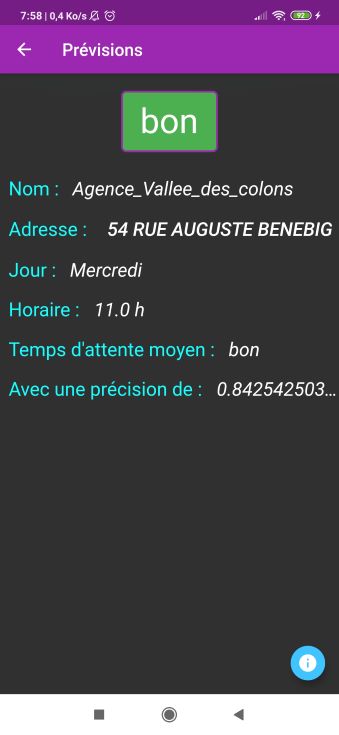 7:58 | 0,4 Ko/s
92
Prévisions
bon
Nom : Agence_Vallee_des_colons
Adresse : 54 RUE AUGUSTE BENEBIG
Jour : Mercredi
Horaire : 11.0 h
Temps d'attente moyen : bon
Avec une précision de : 0.842542503...